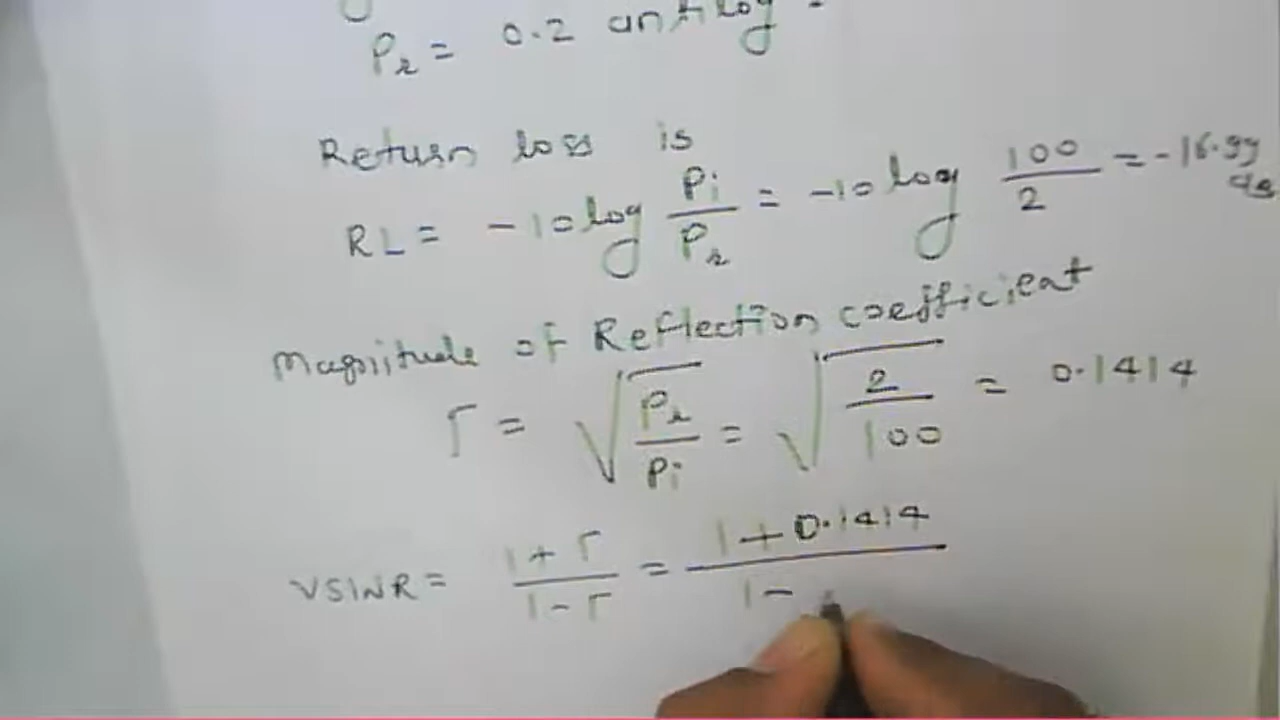 Pr = 0.2 antilog
Return loss is
RL = -10 log Pi/Pr = -10 log 100/2 = -16.99 dB
Magnitude of Reflection coefficient
Γ = √(Pr/Pi) = √(2/100) = 0.1414
VSWR = 1+Γ/1-Γ = 1+0.1414/1-